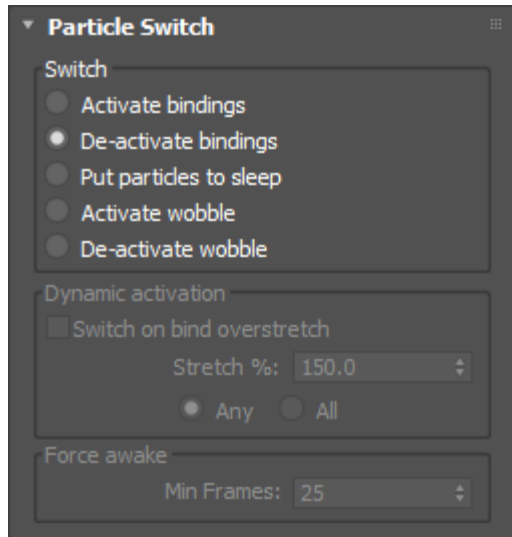 Particle Switch
Switch
Activate bindings
De-activate bindings
Put particles to sleep
Activate wobble
De-activate wobble
Dynamic activation
Switch on bind overstretch
Stretch %: 150.0
Any All
Force awake
Min Frames: 25